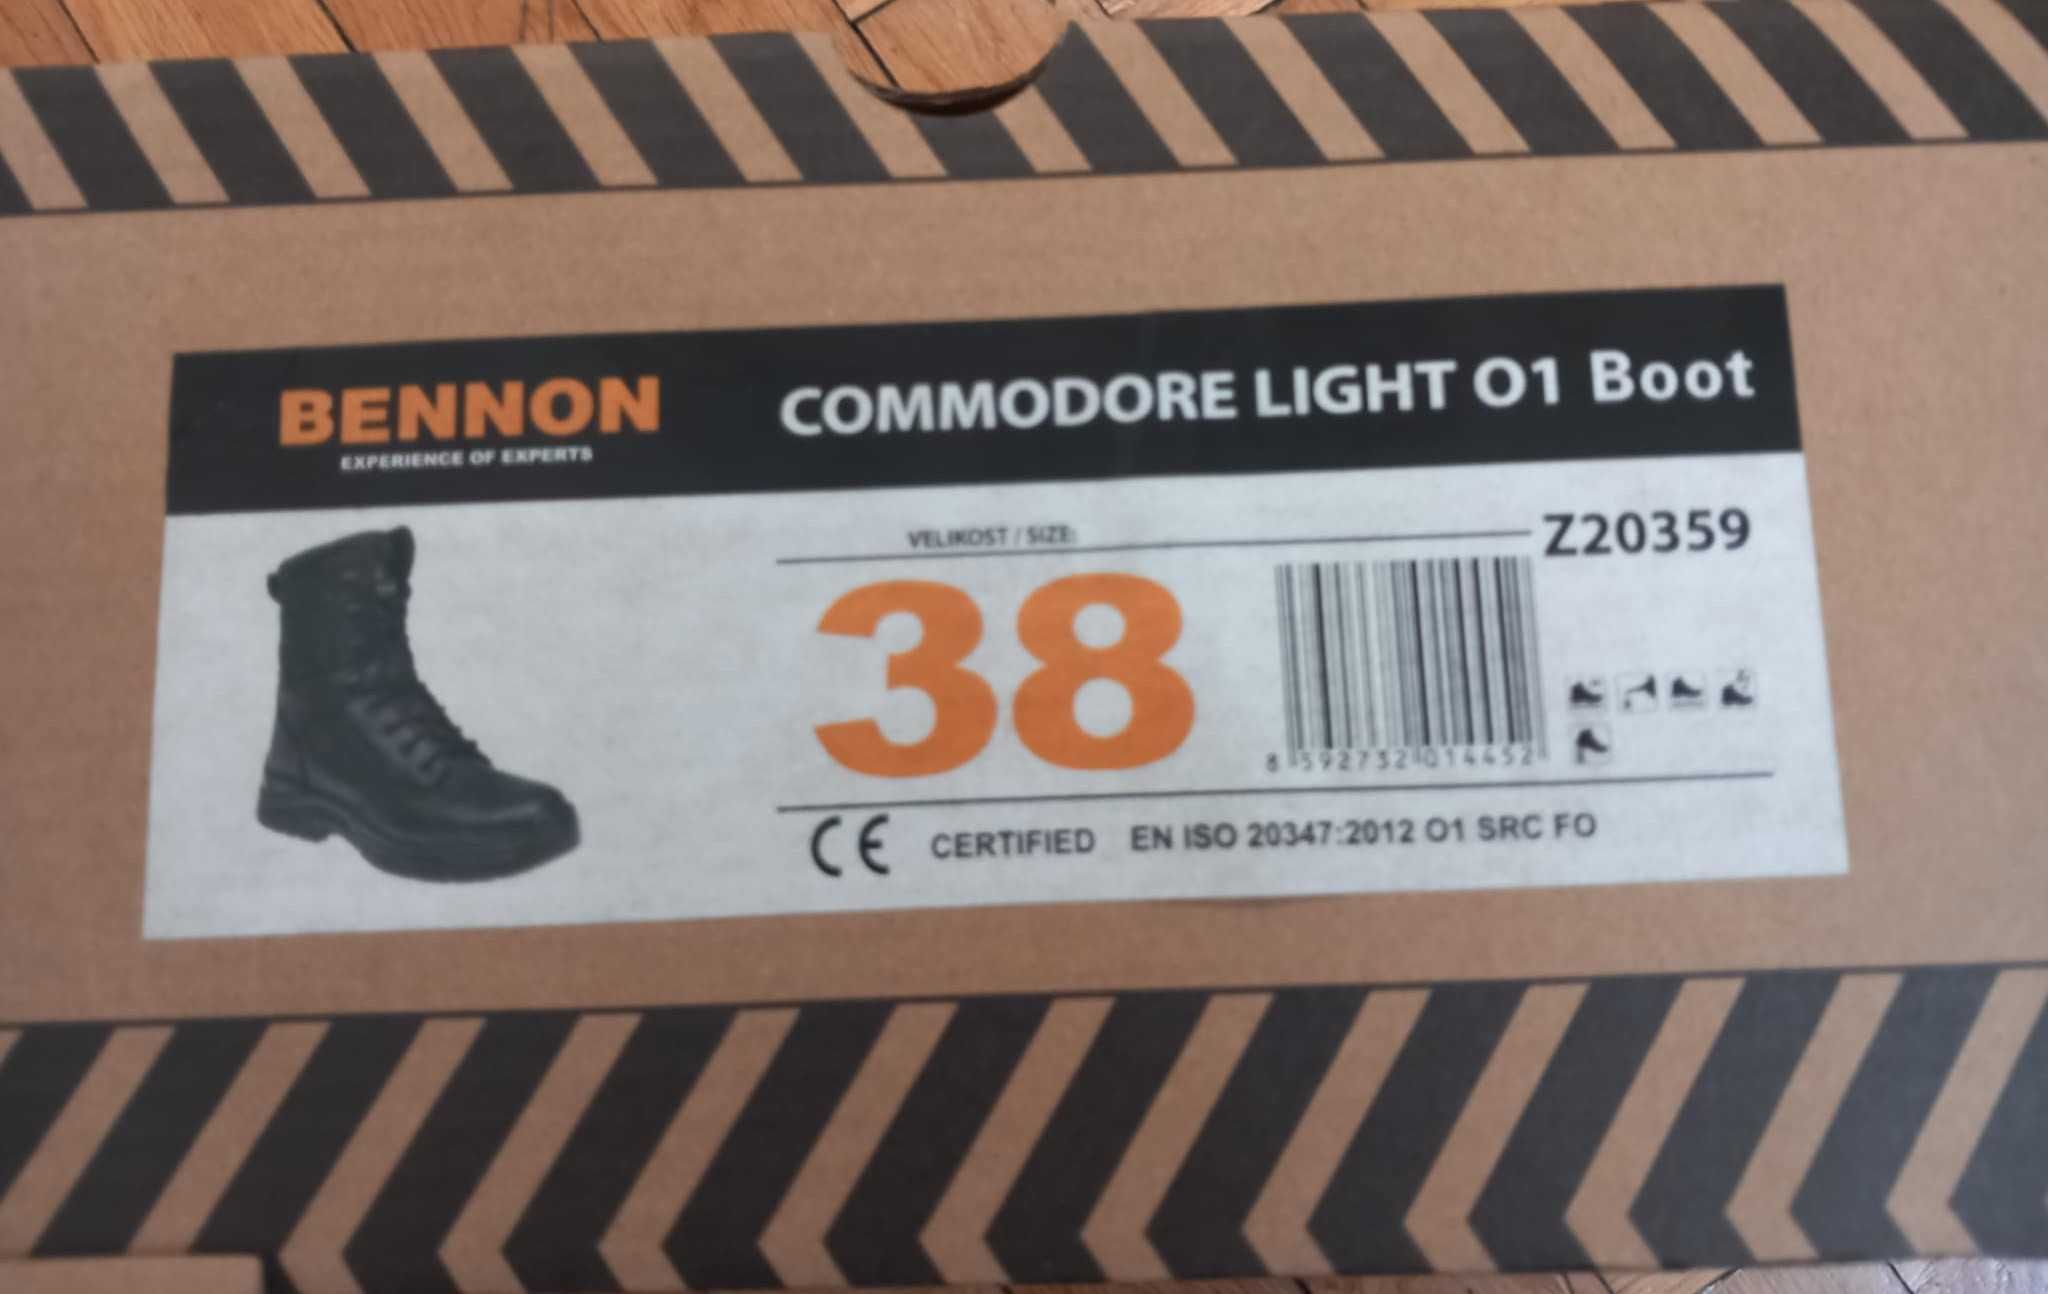 BENNON
EXPERIENCE OF EXPERTS
COMMODORE LIGHT O1 Boot
VELIKOST / SIZE:
Z20359
38
8 592732 014452
CE CERTIFIED EN ISO 20347:2012 O1 SRC FO